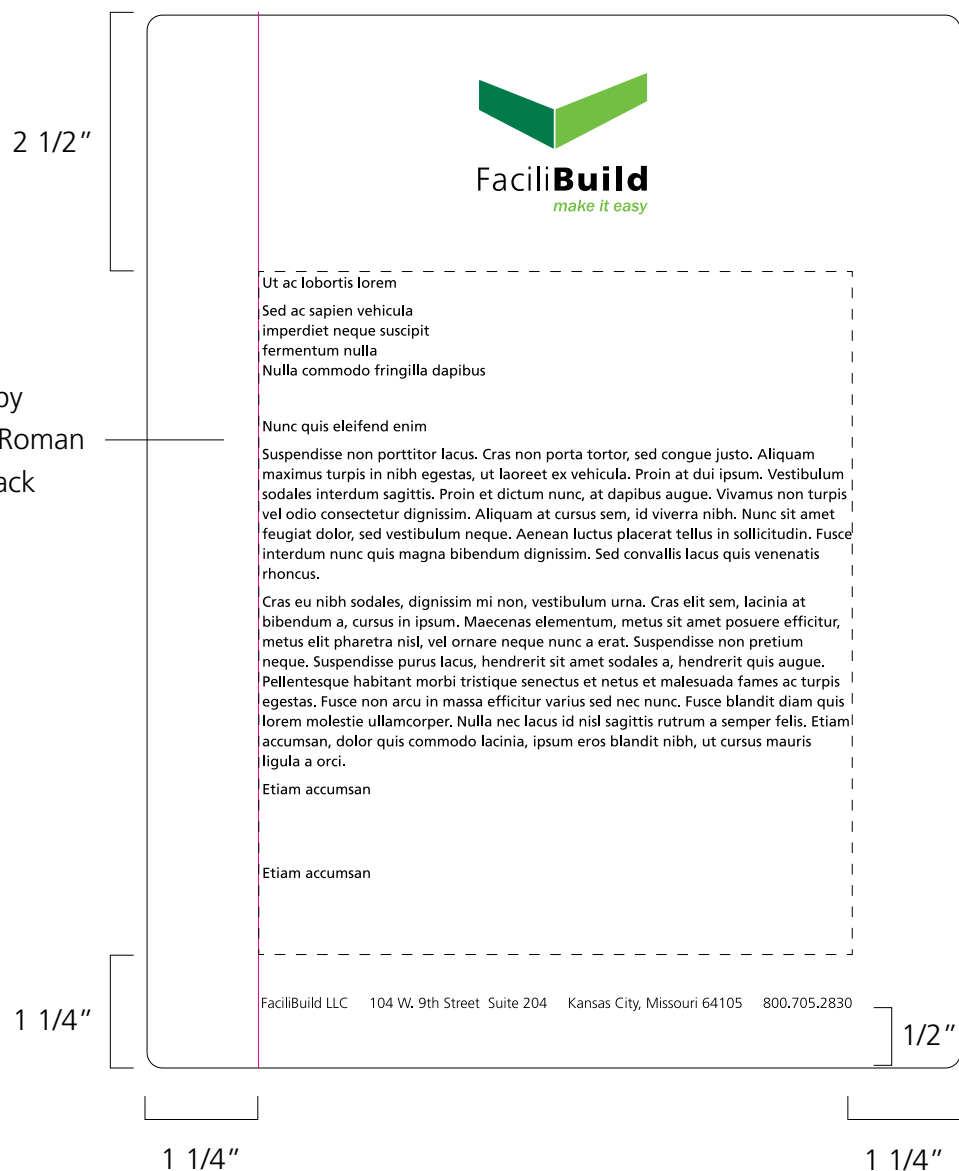 FaciliBuild
make it easy
2 1/2"
Ut ac lobortis lorem
Sed ac sapien vehicula
imperdiet neque suscipit
fermentum nulla
Nulla commodo fringilla dapibus
Nunc quis eleifend enim
Roman
Suspendisse non porttitor lacus. Cras non porta tortor, sed congue justo. Aliquam
maximus turpis in nibh egestas, ut laoreet ex vehicula. Proin at dui ipsum. Vestibulum
sodales interdum sagittis. Proin et dictum nunc, at dapibus augue. Vivamus non turpis
vel odio consectetur dignissim. Aliquam at cursus sem, id viverra nibh. Nunc sit amet
feugiat dolor, sed vestibulum neque. Aenean luctus placerat tellus in sollicitudin. Fusce
interdum nunc quis magna bibendum dignissim. Sed convallis lacus quis venenatis
rhoncus.
Cras eu nibh sodales, dignissim mi non, vestibulum urna. Cras elit sem, lacinia at
bibendum a, cursus in ipsum. Maecenas elementum, metus sit amet posuere efficitur,
metus elit pharetra nisl, vel ornare neque nunc a erat. Suspendisse non pretium
neque. Suspendisse purus lacus, hendrerit sit amet sodales a, hendrerit quis augue.
Pellentesque habitant morbi tristique senectus et netus et malesuada fames ac turpis
egestas. Fusce non arcu in massa efficitur varius sed nec nunc. Fusce blandit diam quis
lorem molestie ullamcorper. Nulla nec lacus id nisl sagittis rutrum a semper felis. Etiam
accumsan, dolor quis commodo lacinia, ipsum eros blandit nibh, ut cursus mauris
ligula a orci.
Etiam accumsan
Etiam accumsan
FaciliBuild LLC 104 W. 9th Street Suite 204 Kansas City, Missouri 64105 800.705.2830
1 1/4"
1/2"
1 1/4"
1 1/4"